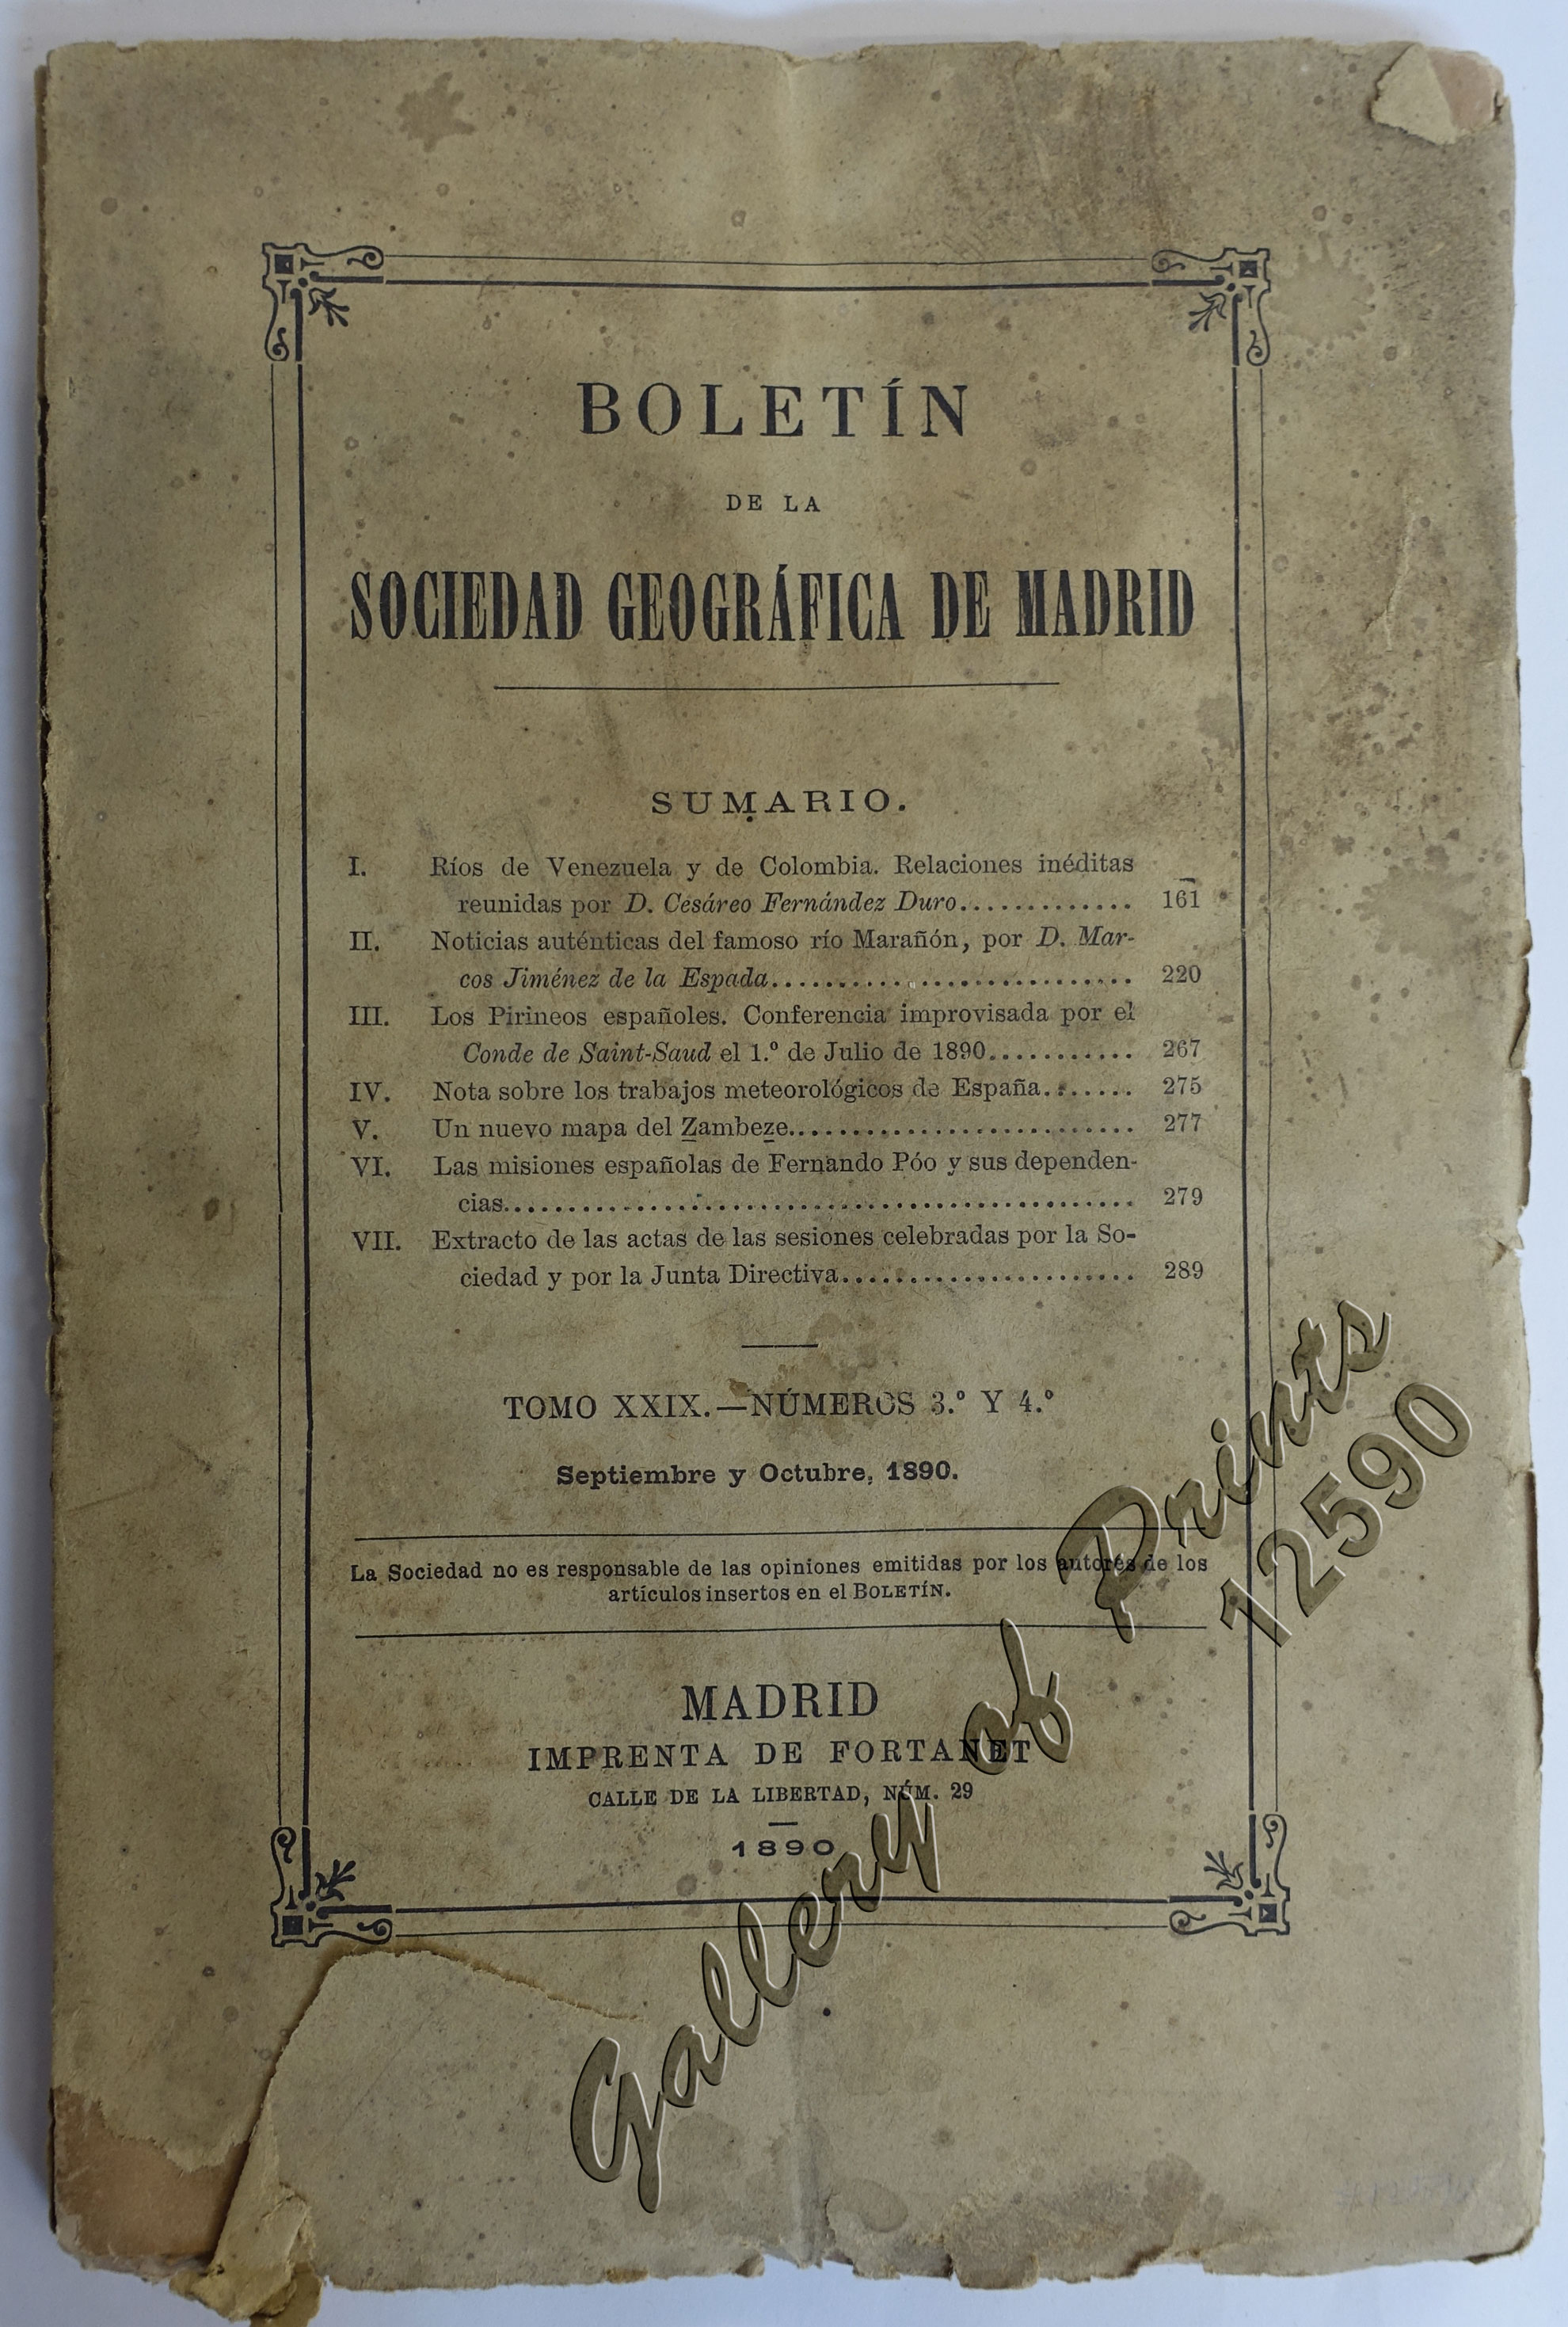 BOLETÍN
DE LA
SOCIEDAD GEOGRÁFICA DE MADRID
SUMARIO.
I. Ríos de Venezuela y de Colombia. Relaciones inéditas
reunidas por D. Cesáreo Fernández Duro............. 161
II. Noticias auténticas del famoso río Marañón, por D. Mar-
cos Jiménez de la Espada........................... 220
III. Los Pirineos españoles. Conferencia improvisada por el
Conde de Saint-Saud el 1.º de Julio de 1890........... 267
IV. Nota sobre los trabajos meteorológicos de España....... 275
V. Un nuevo mapa del Zambeze.......................... 277
VI. Las misiones españolas de Fernando Póo y sus dependen-
cias............................................... 279
VII. Extracto de las actas de las sesiones celebradas por la So-
ciedad y por la Junta Directiva...................... 289
TOMO XXIX.—NÚMEROS 3.º Y 4.º
Septiembre y Octubre, 1890.
La Sociedad no es responsable de las opiniones emitidas por los autores de los
artículos insertos en el BOLETÍN.
MADRID
IMPRENTA DE FORTANET
CALLE DE LA LIBERTAD, NÚM. 29
1890
Gallery of Prints
12590